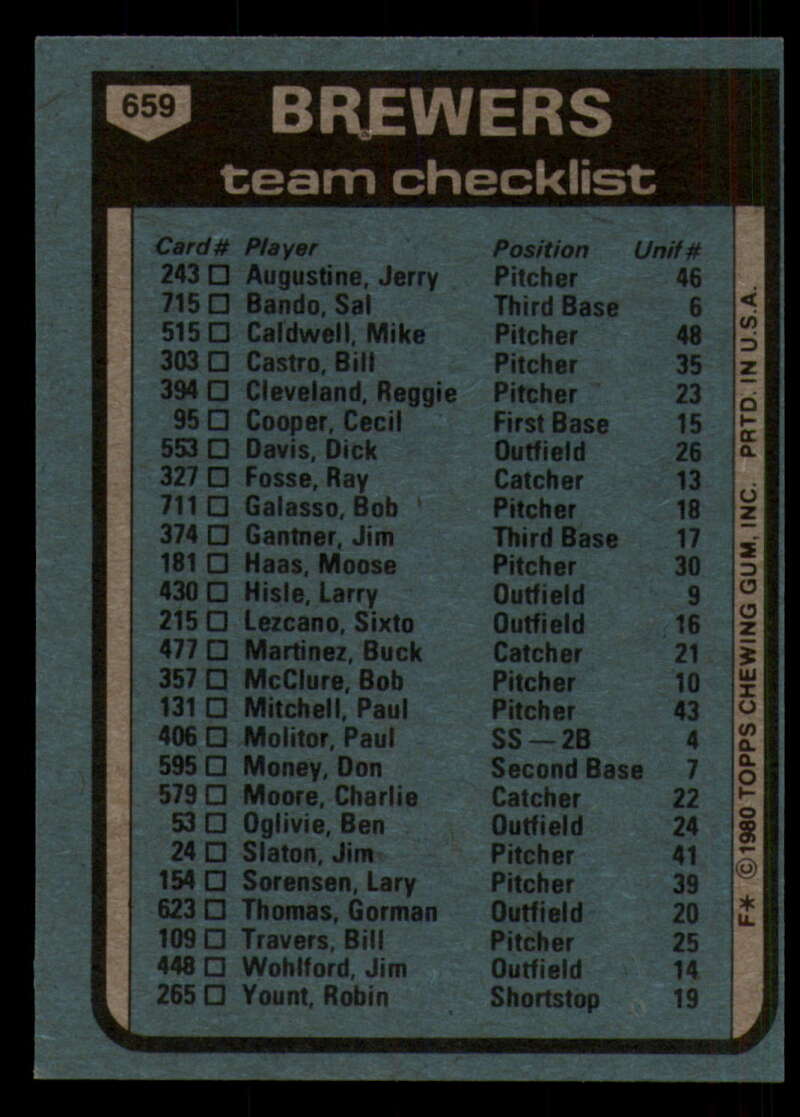 659
BREWERS
team checklist
Card# Player Position Unif#
243 □ Augustine, Jerry Pitcher 46
715 □ Bando, Sal Third Base 6
515 □ Caldwell, Mike Pitcher 48
303 □ Castro, Bill Pitcher 35
394 □ Cleveland, Reggie Pitcher 23
95 □ Cooper, Cecil First Base 15
553 □ Davis, Dick Outfield 26
327 □ Fosse, Ray Catcher 13
711 □ Galasso, Bob Pitcher 18
374 □ Gantner, Jim Third Base 17
181 □ Haas, Moose Pitcher 30
430 □ Hisle, Larry Outfield 9
215 □ Lezcano, Sixto Outfield 16
477 □ Martinez, Buck Catcher 21
357 □ McClure, Bob Pitcher 10
131 □ Mitchell, Paul Pitcher 43
406 □ Molitor, Paul SS — 2B 4
595 □ Money, Don Second Base 7
579 □ Moore, Charlie Catcher 22
53 □ Oglivie, Ben Outfield 24
24 □ Slaton, Jim Pitcher 41
154 □ Sorensen, Lary Pitcher 39
623 □ Thomas, Gorman Outfield 20
109 □ Travers, Bill Pitcher 25
448 □ Wohlford, Jim Outfield 14
265 □ Yount, Robin Shortstop 19
F* © 1980 TOPPS CHEWING GUM, INC. PRTD. IN U.S.A.